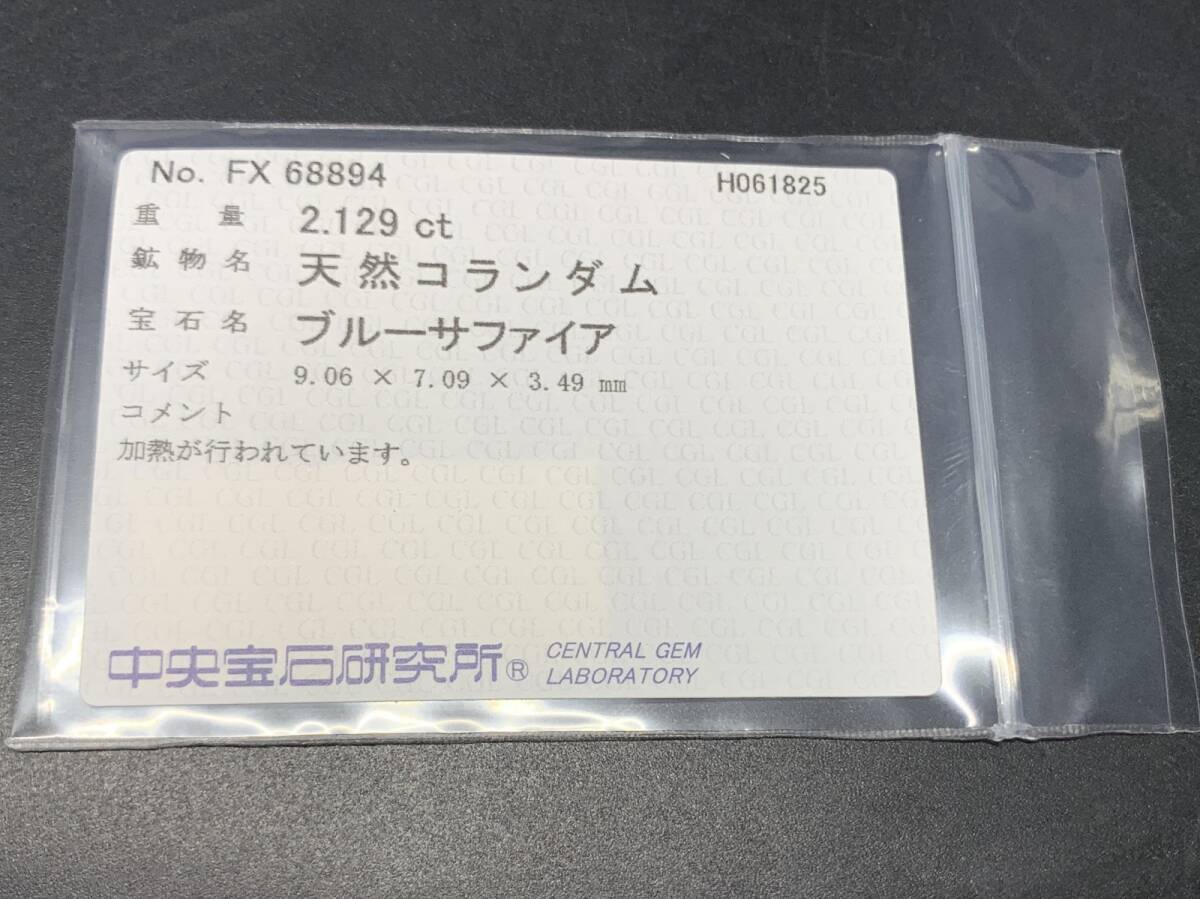 No. FX 68894 H061825
重 量 2.129 ct
鉱物名 天然コランダム
宝石名 ブルーサファイア
サイズ 9.06 × 7.09 × 3.49 mm
コメント
加熱が行われています。
中央宝石研究所® CENTRAL GEM
LABORATORY